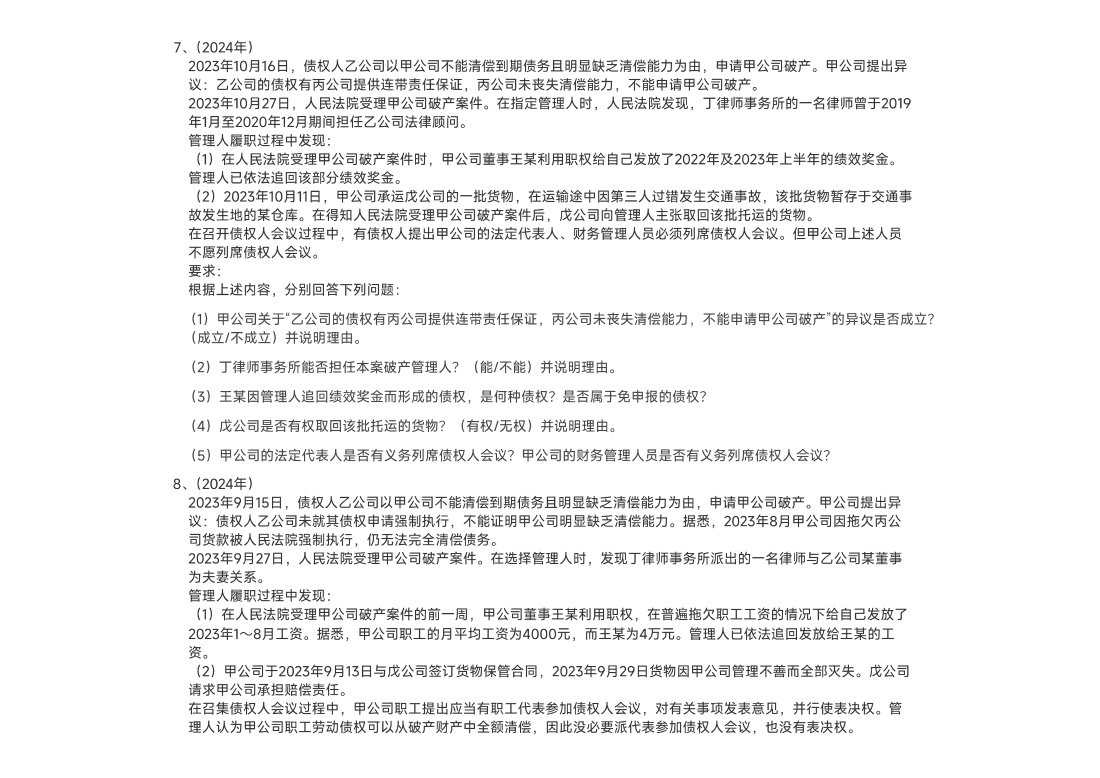 7、（2024年）
2023年10月16日，债权人乙公司以甲公司不能清偿到期债务且明显缺乏清偿能力为由，申请甲公司破产。甲公司提出异
议：乙公司的债权有丙公司提供连带责任保证，丙公司未丧失清偿能力，不能申请甲公司破产。
2023年10月27日，人民法院受理甲公司破产案件。在指定管理人时，人民法院发现，丁律师事务所的一名律师曾于2019
年1月至2020年12月期间担任乙公司法律顾问。
管理人履职过程中发现：
（1）在人民法院受理甲公司破产案件时，甲公司董事王某利用职权给自己发放了2022年及2023年上半年的绩效奖金。
管理人已依法追回该部分绩效奖金。
（2）2023年10月11日，甲公司承运戊公司的一批货物，在运输途中因第三人过错发生交通事故，该批货物暂存于交通事
故发生地的某仓库。在得知人民法院受理甲公司破产案件后，戊公司向管理人主张取回该批托运的货物。
在召开债权人会议过程中，有债权人提出甲公司的法定代表人、财务管理人员必须列席债权人会议。但甲公司上述人员
不愿列席债权人会议。
要求：
根据上述内容，分别回答下列问题：
（1）甲公司关于“乙公司的债权有丙公司提供连带责任保证，丙公司未丧失清偿能力，不能申请甲公司破产”的异议是否成立？
（成立/不成立）并说明理由。
（2）丁律师事务所能否担任本案破产管理人？（能/不能）并说明理由。
（3）王某因管理人追回绩效奖金而形成的债权，是何种债权？是否属于免申报的债权？
（4）戊公司是否有权取回该批托运的货物？（有权/无权）并说明理由。
（5）甲公司的法定代表人是否有义务列席债权人会议？甲公司的财务管理人员是否有义务列席债权人会议？
8、（2024年）
2023年9月15日，债权人乙公司以甲公司不能清偿到期债务且明显缺乏清偿能力为由，申请甲公司破产。甲公司提出异
议：债权人乙公司未就其债权申请强制执行，不能证明甲公司明显缺乏清偿能力。据悉，2023年8月甲公司因拖欠丙公
司货款被人民法院强制执行，仍无法完全清偿债务。
2023年9月27日，人民法院受理甲公司破产案件。在选择管理人时，发现丁律师事务所派出的一名律师与乙公司某董事
为夫妻关系。
管理人履职过程中发现：
（1）在人民法院受理甲公司破产案件的前一周，甲公司董事王某利用职权，在普遍拖欠职工工资的情况下给自己发放了
2023年1～8月工资。据悉，甲公司职工的月平均工资为4000元，而王某为4万元。管理人已依法追回发放给王某的工
资。
（2）甲公司于2023年9月13日与戊公司签订货物保管合同，2023年9月29日货物因甲公司管理不善而全部灭失。戊公司
请求甲公司承担赔偿责任。
在召集债权人会议过程中，甲公司职工提出应当有职工代表参加债权人会议，对有关事项发表意见，并行使表决权。管
理人认为甲公司职工劳动债权可以从破产财产中全额清偿，因此没必要派代表参加债权人会议，也没有表决权。